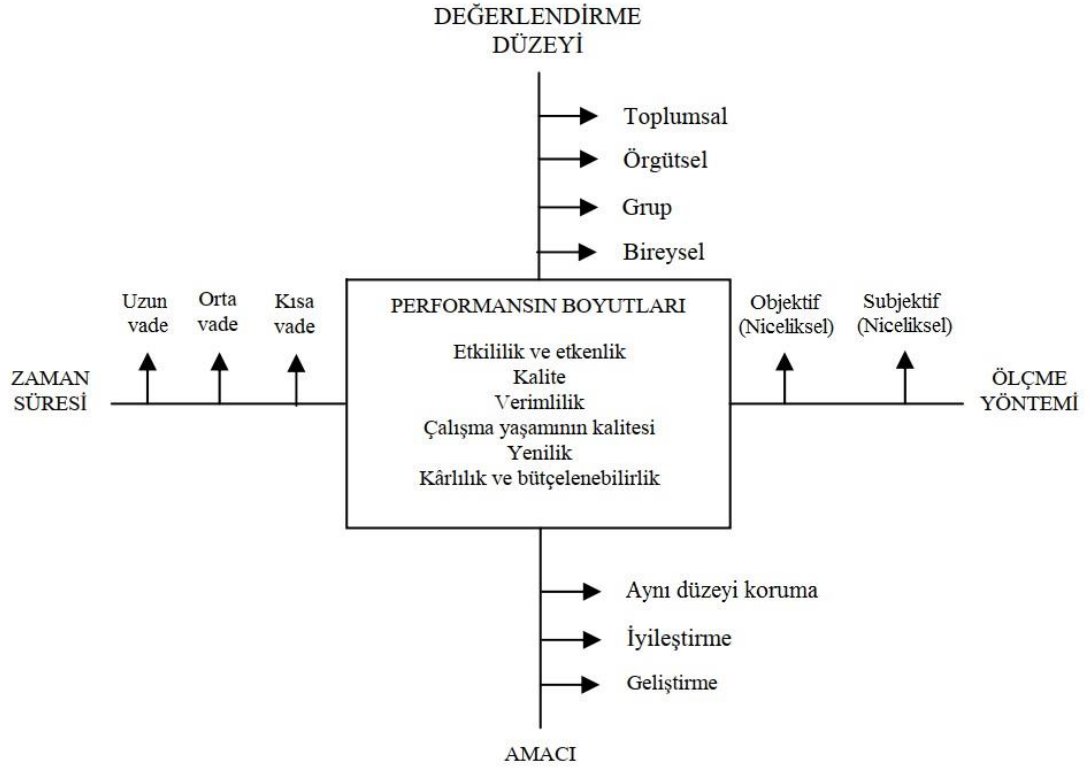 DEĞERLENDİRME
DÜZEYİ
Toplumsal
Örgütsel
Grup
Bireysel
Uzun
vade
Orta
vade
Kısa
vade
ZAMAN
SÜRESİ
PERFORMANSIN BOYUTLARI
Etkililik ve etkenlik
Kalite
Verimlilik
Çalışma yaşamının kalitesi
Yenilik
Kârlılık ve bütçelenebilirlik
Objektif
(Niceliksel)
Subjektif
(Niceliksel)
ÖLÇME
YÖNTEMİ
Aynı düzeyi koruma
İyileştirme
Geliştirme
AMACI